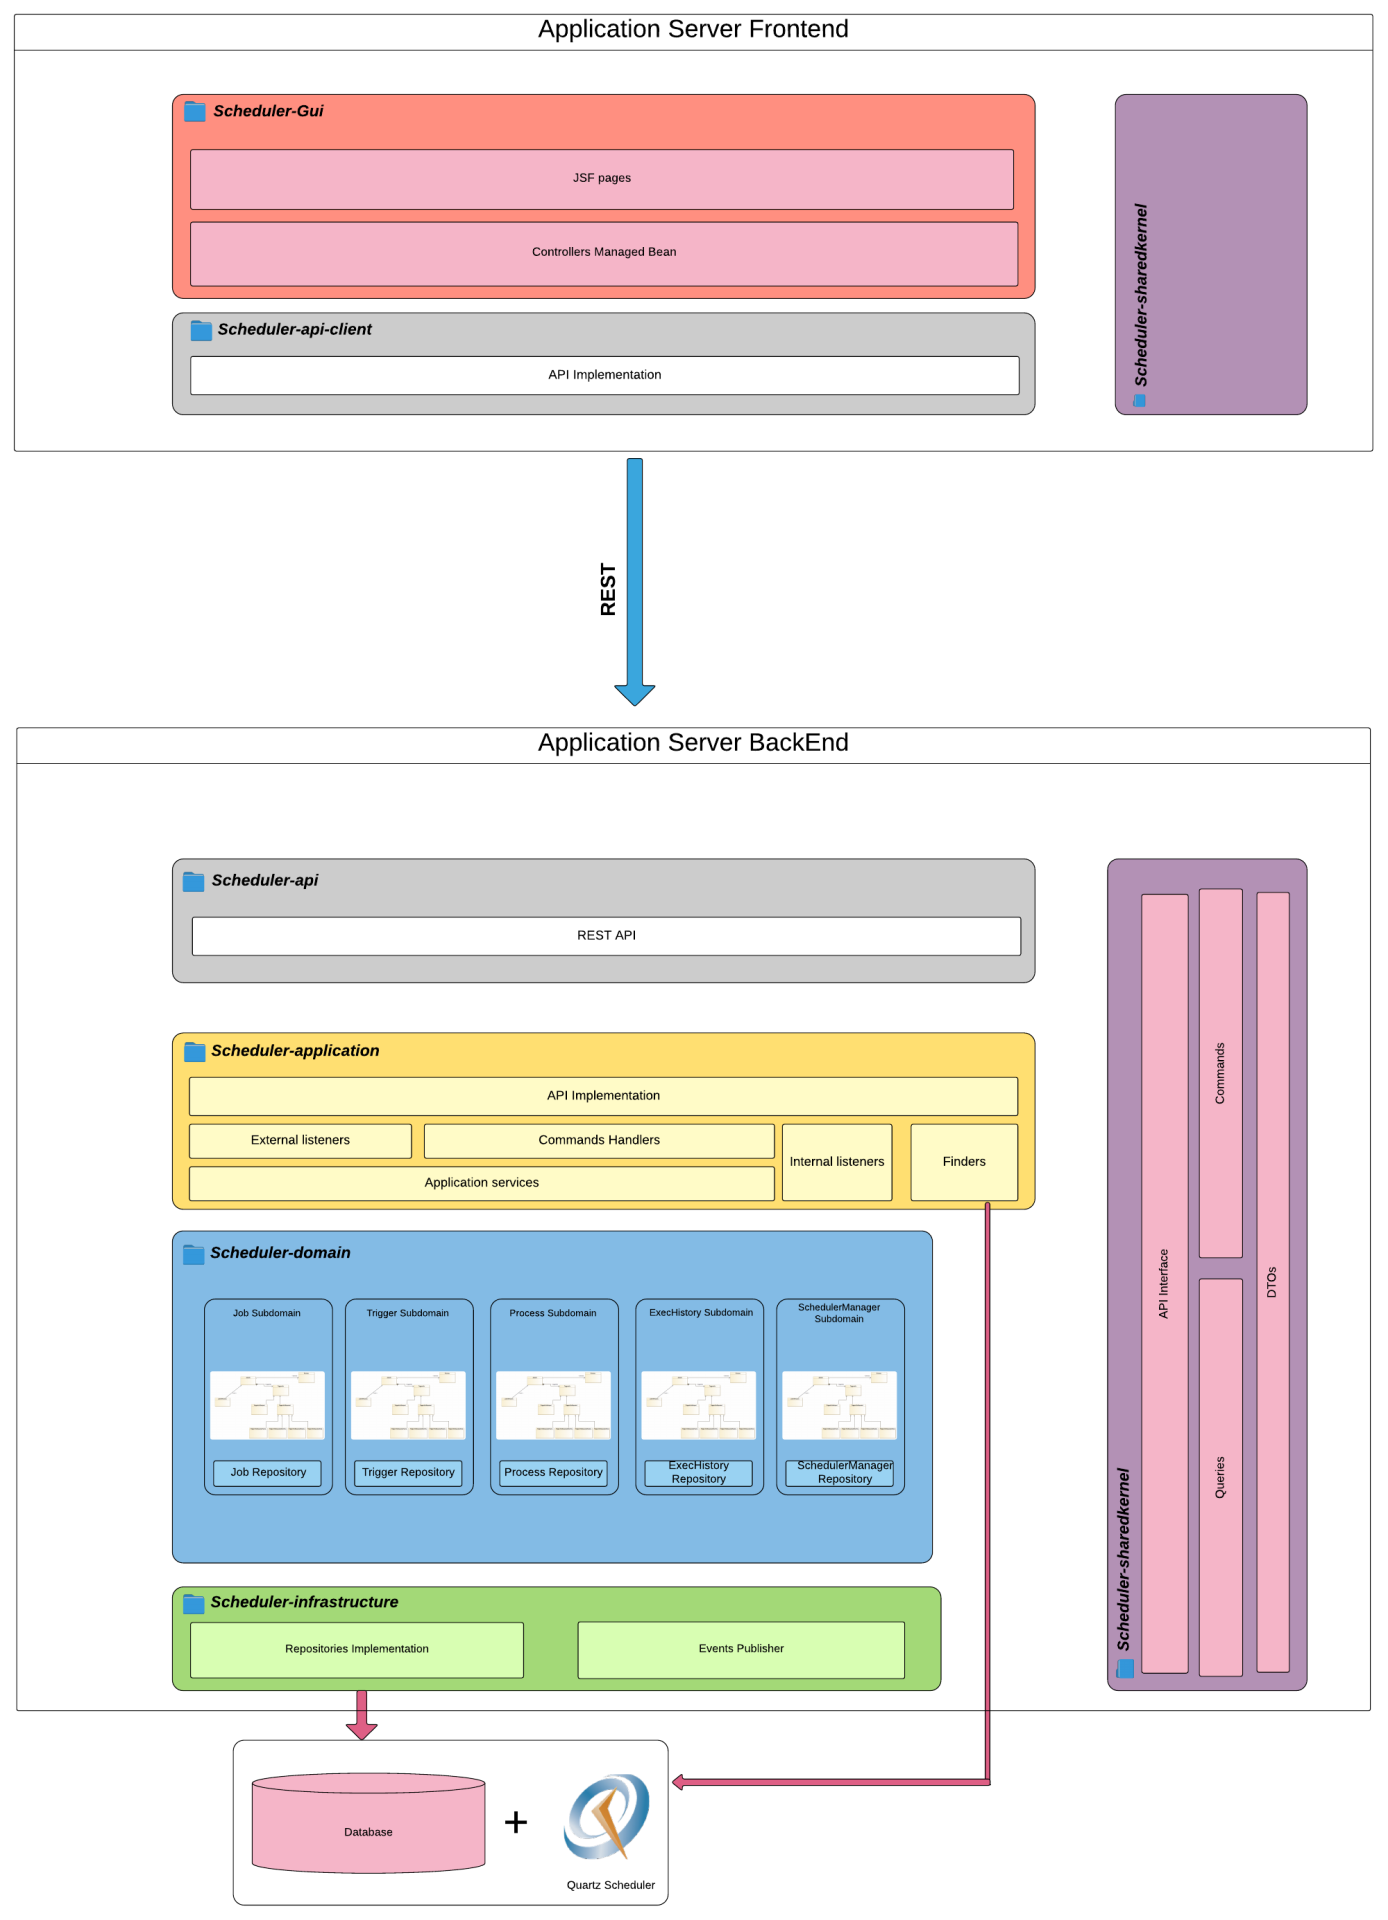 Application Server Frontend
Scheduler-Gui
JSF pages
Controllers Managed Bean
Scheduler-api-client
API Implementation
Scheduler-sharedkernel
REST
Application Server BackEnd
Scheduler-api
REST API
Scheduler-application
API Implementation
External listeners
Commands Handlers
Application services
Internal listeners
Finders
Scheduler-domain
Job Subdomain
Job Repository
Trigger Subdomain
Trigger Repository
Process Subdomain
Process Repository
ExecHistory Subdomain
ExecHistory
Repository
SchedulerManager
Subdomain
SchedulerManager
Repository
Scheduler-infrastructure
Repositories Implementation
Events Publisher
Scheduler-sharedkernel
API Interface
Commands
Queries
DTOs
Database
+
Quartz Scheduler